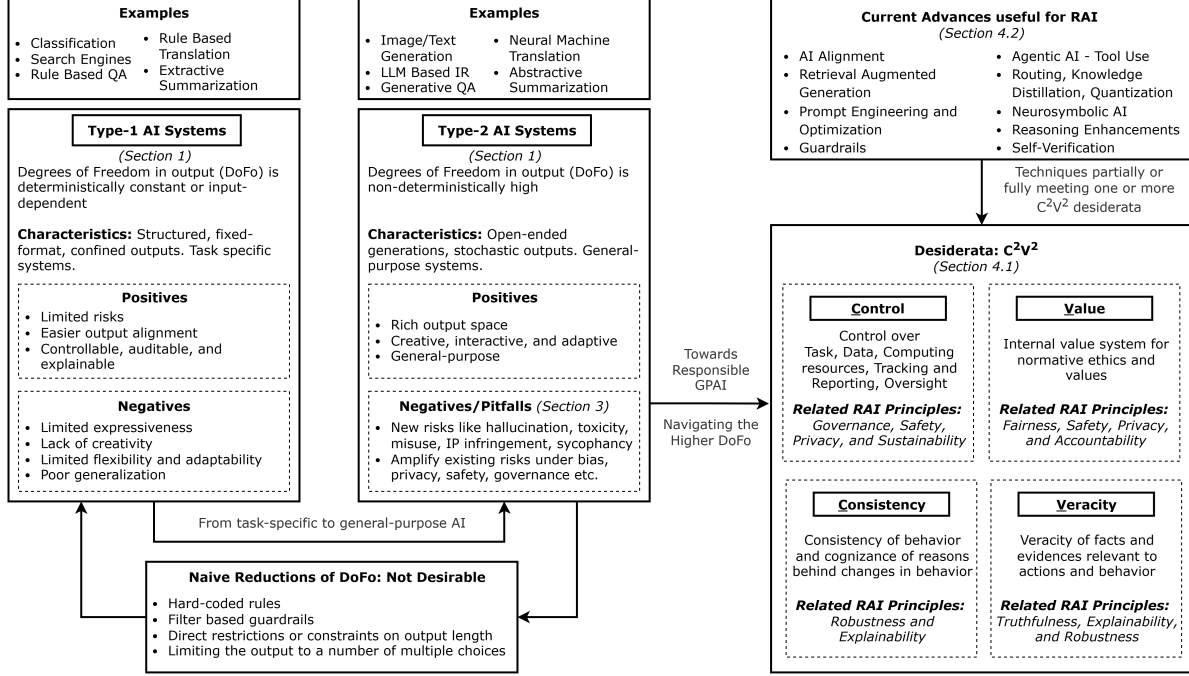 Examples
• Classification
• Search Engines
• Rule Based QA
• Rule Based
Translation
• Extractive
Summarization
Type-1 AI Systems
(Section 1)
Degrees of Freedom in output (DoFo) is
deterministically constant or input-
dependent
Characteristics: Structured, fixed-
format, confined outputs. Task specific
systems.
Positives
• Limited risks
• Easier output alignment
• Controllable, auditable, and
explainable
Negatives
• Limited expressiveness
• Lack of creativity
• Limited flexibility and adaptability
• Poor generalization
Examples
• Image/Text
Generation
• LLM Based IR
• Generative QA
• Neural Machine
Translation
• Abstractive
Summarization
Type-2 AI Systems
(Section 1)
Degrees of Freedom in output (DoFo) is
non-deterministically high
Characteristics: Open-ended
generations, stochastic outputs. General-
purpose systems.
Positives
• Rich output space
• Creative, interactive, and adaptive
• General-purpose
Negatives/Pitfalls (Section 3)
• New risks like hallucination, toxicity,
misuse, IP infringement, sycophancy
• Amplify existing risks under bias,
privacy, safety, governance etc.
From task-specific to general-purpose AI
Naive Reductions of DoFo: Not Desirable
• Hard-coded rules
• Filter based guardrails
• Direct restrictions or constraints on output length
• Limiting the output to a number of multiple choices
Towards
Responsible
GPAI
Navigating the
Higher DoFo
Current Advances useful for RAI
(Section 4.2)
• AI Alignment
• Retrieval Augmented
Generation
• Prompt Engineering and
Optimization
• Guardrails
• Agentic AI - Tool Use
• Routing, Knowledge
Distillation, Quantization
• Neurosymbolic AI
• Reasoning Enhancements
• Self-Verification
Techniques partially or
fully meeting one or more
C²V² desiderata
Desiderata: C²V²
(Section 4.1)
Control
Control over
Task, Data, Computing
resources, Tracking and
Reporting, Oversight
Related RAI Principles:
Governance, Safety,
Privacy, and Sustainability
Value
Internal value system for
normative ethics and
values
Related RAI Principles:
Fairness, Safety, Privacy,
and Accountability
Consistency
Consistency of behavior
and cognizance of reasons
behind changes in behavior
Related RAI Principles:
Robustness and
Explainability
Veracity
Veracity of facts and
evidences relevant to
actions and behavior
Related RAI Principles:
Truthfulness, Explainability,
and Robustness